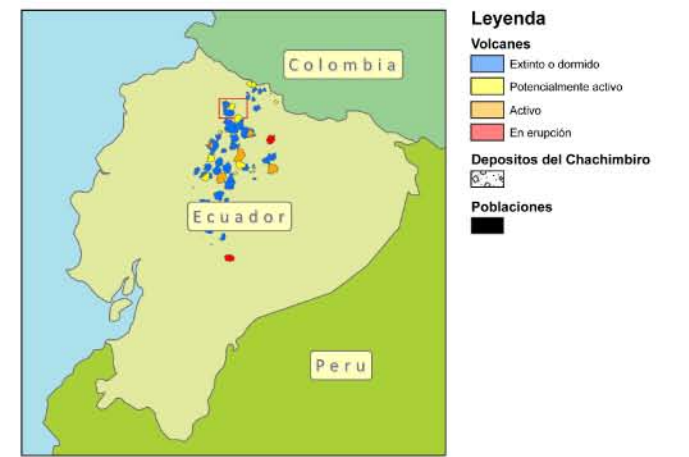 Colombia
Ecuador
Peru
Leyenda
Volcanes
Extinto o dormido
Potencialmente activo
Activo
En erupción
Depositos del Chachimbiro
Poblaciones